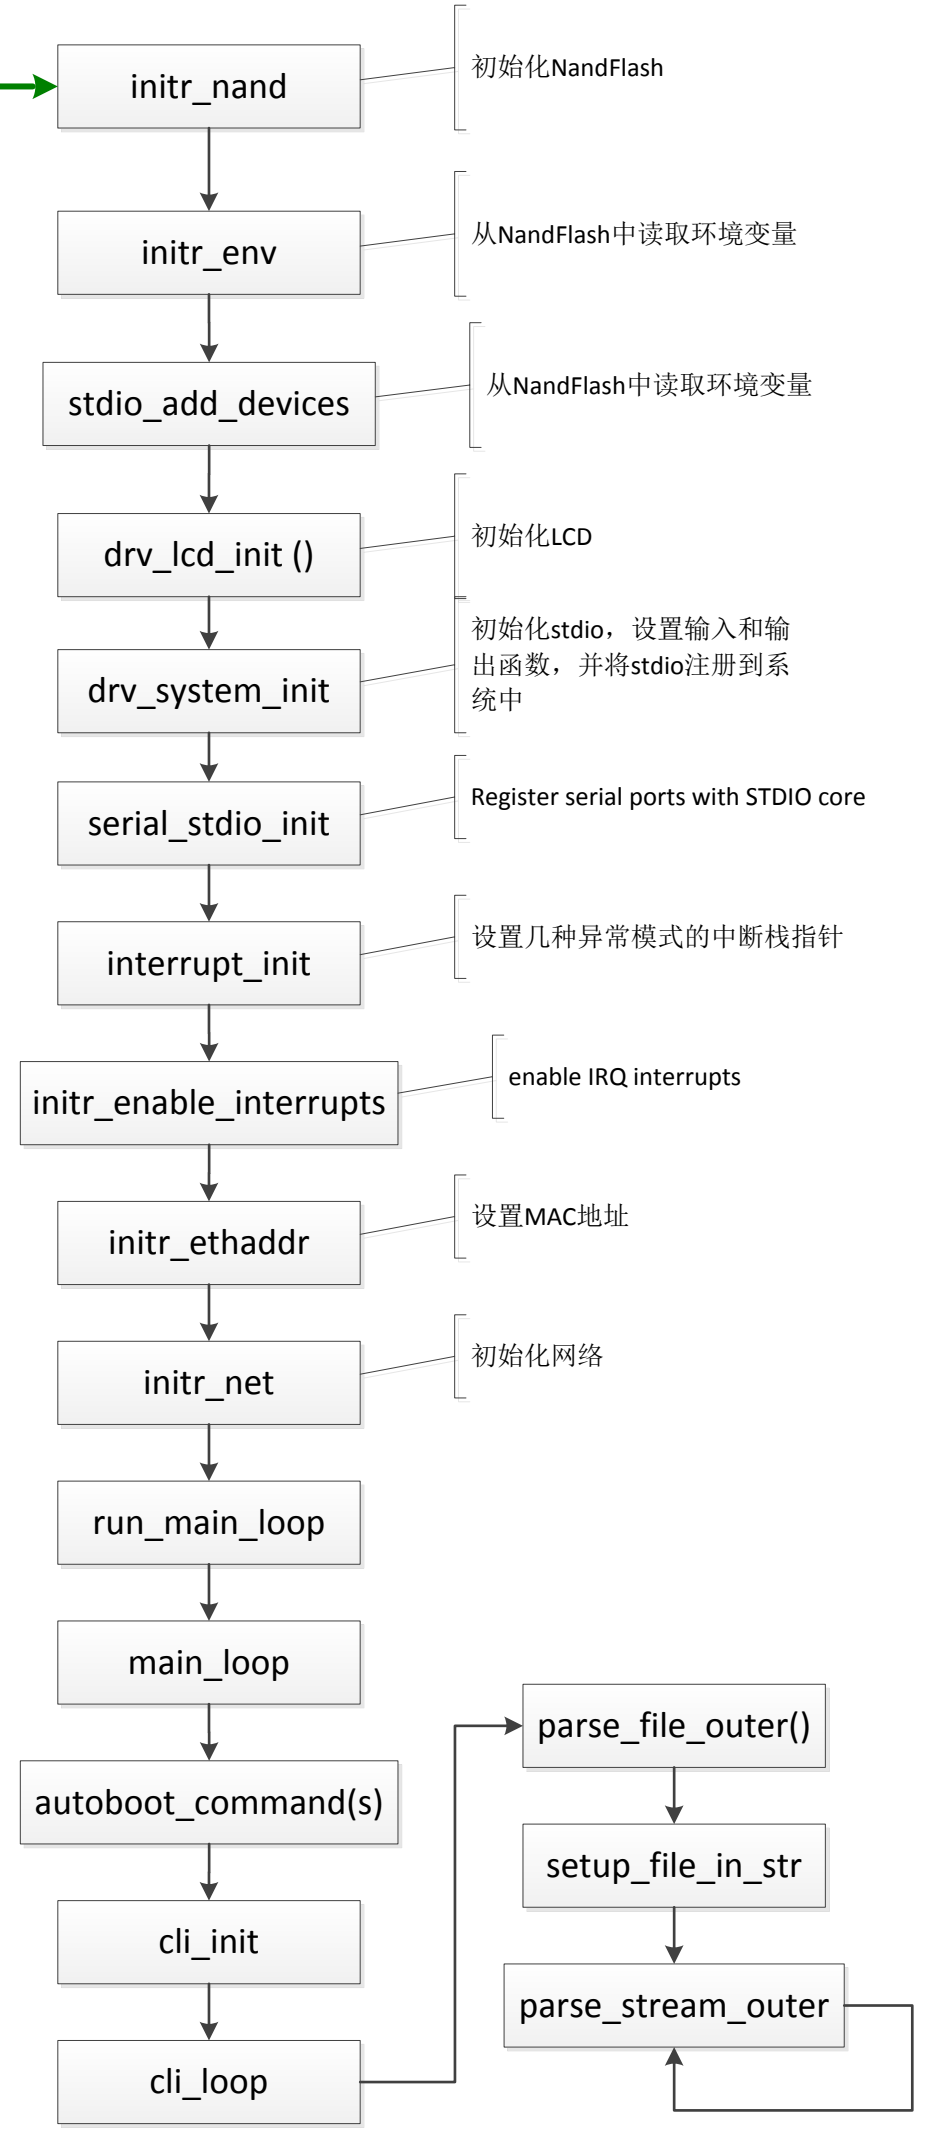 initr_nand
初始化NandFlash
initr_env
从NandFlash中读取环境变量
stdio_add_devices
从NandFlash中读取环境变量
drv_lcd_init ()
初始化LCD
drv_system_init
初始化stdio，设置输入和输
出函数，并将stdio注册到系
统中
serial_stdio_init
Register serial ports with STDIO core
interrupt_init
设置几种异常模式的中断栈指针
initr_enable_interrupts
enable IRQ interrupts
initr_ethaddr
设置MAC地址
initr_net
初始化网络
run_main_loop
main_loop
autoboot_command(s)
cli_init
cli_loop
parse_file_outer()
setup_file_in_str
parse_stream_outer